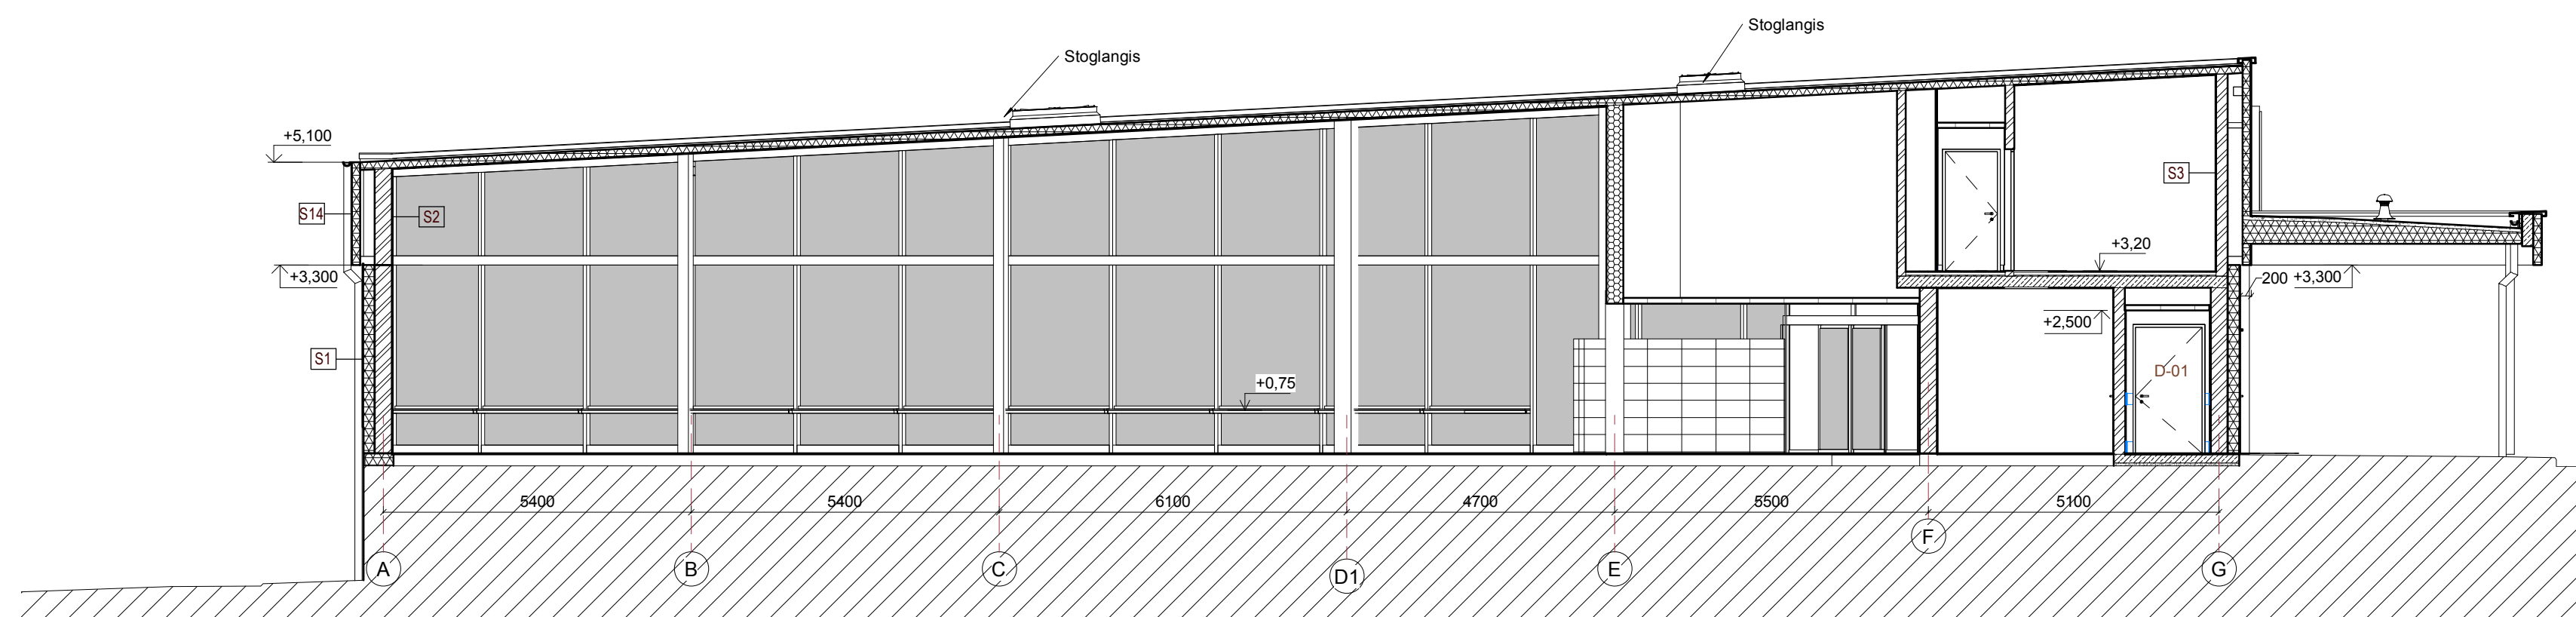 Stoglangis
Stoglangis
+5,100
S14
S2
S3
+3,20
+3,300
200
+3,300
+2,500
S1
D-01
+0,75
5400
5400
6100
4700
5500
5100
A
B
C
D1
E
F
G